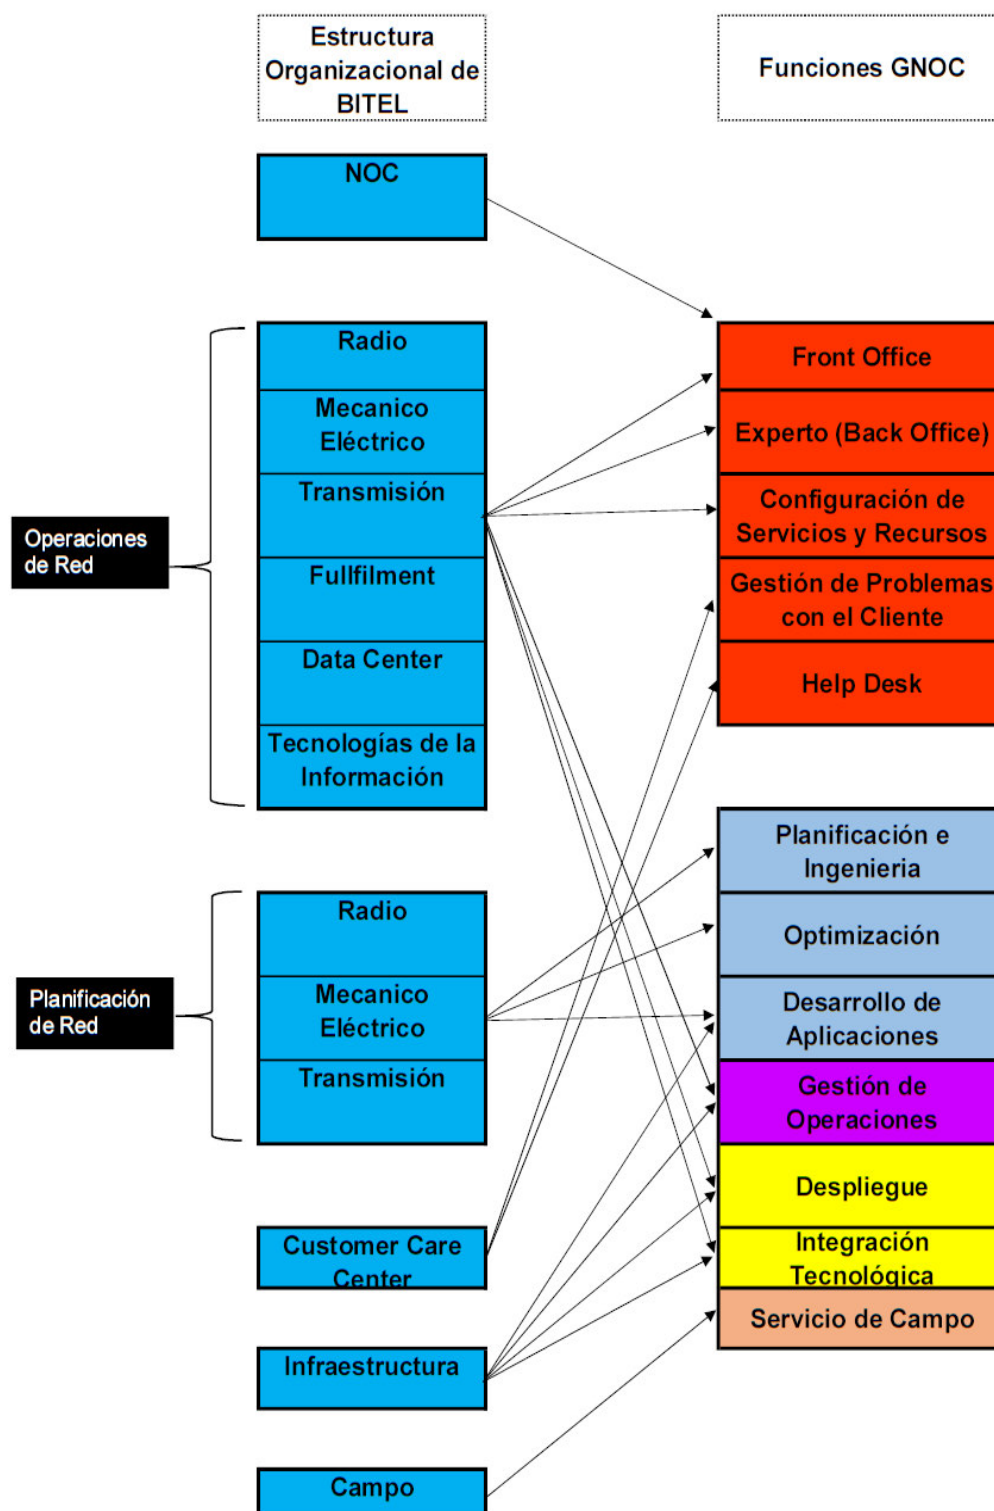 Estructura
Organizacional de
BITEL
Funciones GNOC
NOC
Operaciones
de Red
Radio
Mecanico
Eléctrico
Transmisión
Fullfilment
Data Center
Tecnologías de la
Información
Front Office
Experto (Back Office)
Configuración de
Servicios y Recursos
Gestión de Problemas
con el Cliente
Help Desk
Planificación
de Red
Radio
Mecanico
Eléctrico
Transmisión
Planificación e
Ingenieria
Optimización
Desarrollo de
Aplicaciones
Gestión de
Operaciones
Despliegue
Integración
Tecnológica
Servicio de Campo
Customer Care
Center
Infraestructura
Campo